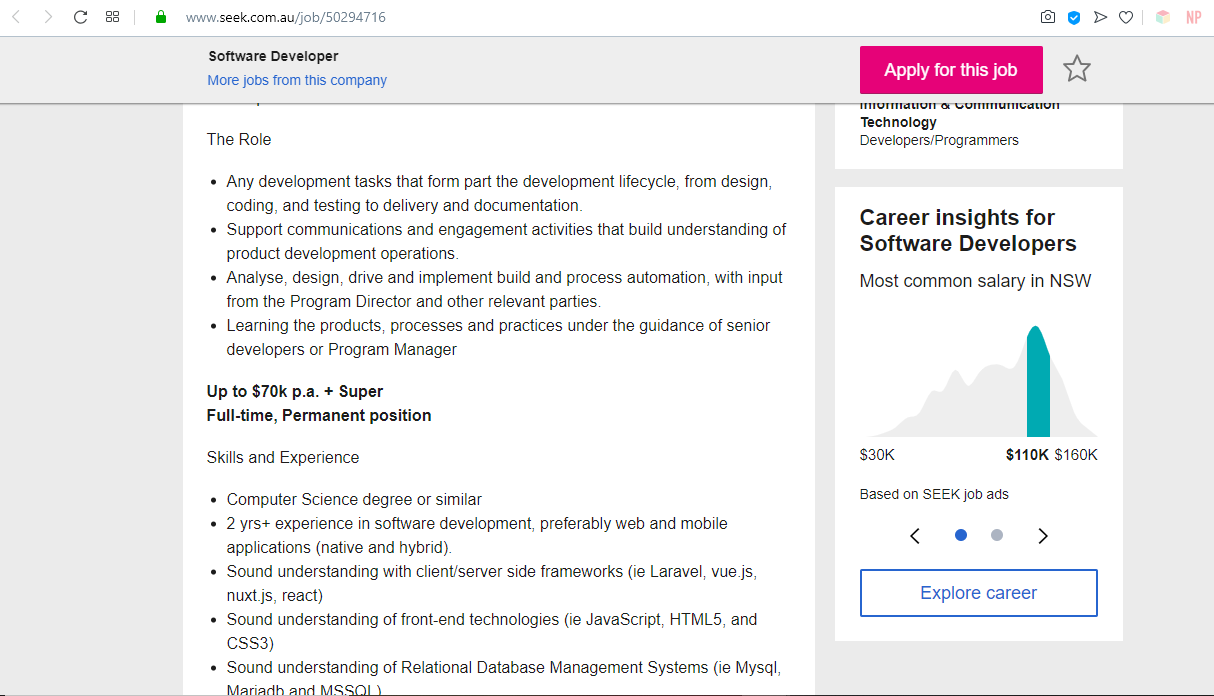 www.seek.com.au/job/50294716
NP
Software Developer
More jobs from this company
Apply for this job
The Role
• Any development tasks that form part the development lifecycle, from design,
coding, and testing to delivery and documentation.
• Support communications and engagement activities that build understanding of
product development operations.
• Analyse, design, drive and implement build and process automation, with input
from the Program Director and other relevant parties.
• Learning the products, processes and practices under the guidance of senior
developers or Program Manager
Up to $70k p.a. + Super
Full-time, Permanent position
Skills and Experience
• Computer Science degree or similar
• 2 yrs+ experience in software development, preferably web and mobile
applications (native and hybrid).
• Sound understanding with client/server side frameworks (ie Laravel, vue.js,
nuxt.js, react)
• Sound understanding of front-end technologies (ie JavaScript, HTML5, and
CSS3)
• Sound understanding of Relational Database Management Systems (ie Mysql,
Mariadb and MSSQL)
Information & Communication
Technology
Developers/Programmers
Career insights for
Software Developers
Most common salary in NSW
$30K $110K $160K
Based on SEEK job ads
Explore career